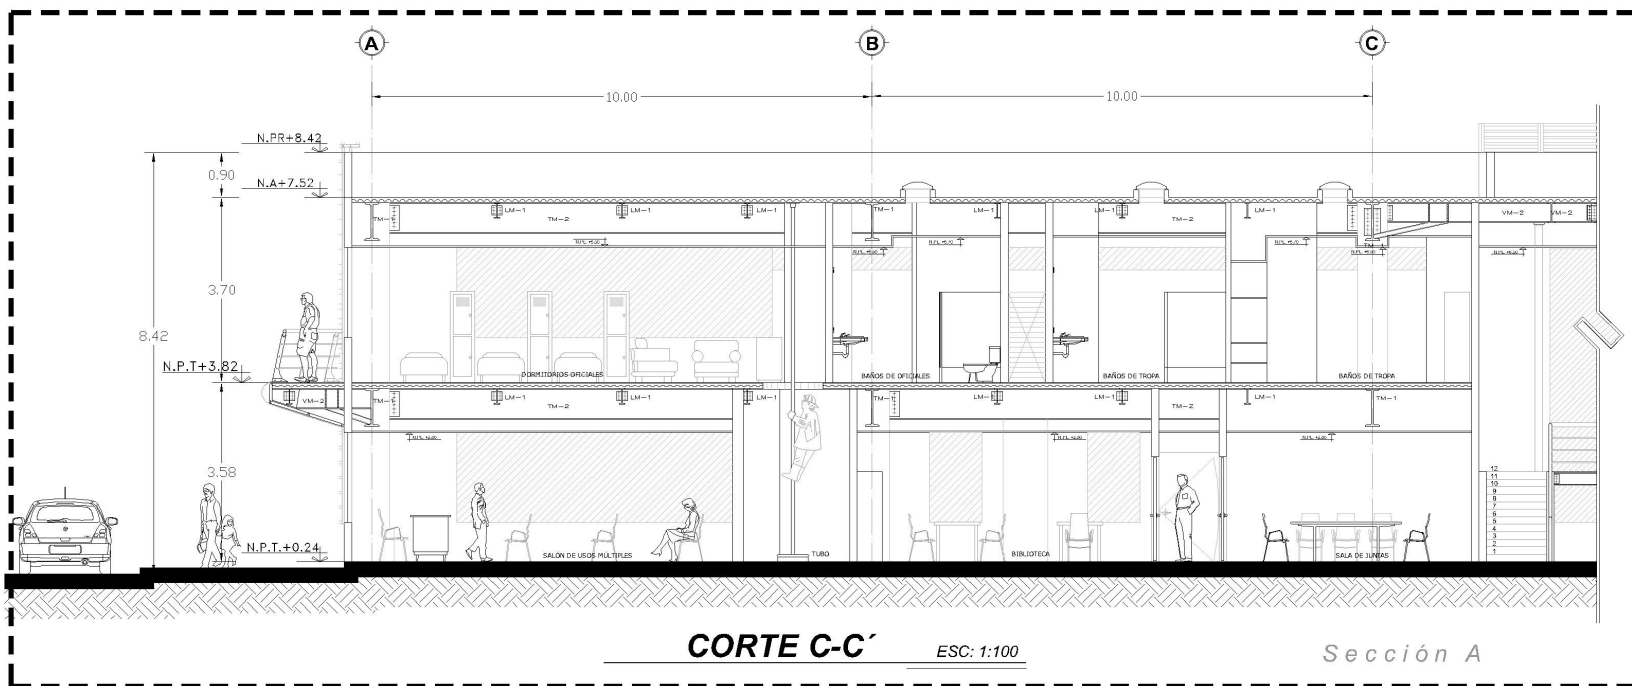 A B C
10.00 10.00
N.PR+8.42
0.90
N.A+7.52
TM-1 LM-1 TM-2 LM-1 LM-1 TM-1 LM-1 LM-1 TM-2 LM-1 VM-2 VM-2
3.70
8.42
N.P.T+3.82
DORMITORIOS OFICIALES BAÑOS DE OFICIALES BAÑOS DE TROPA BAÑOS DE TROPA
VM-2 TM-1 LM-1 TM-2 LM-1 LM-1 TM-1 LM-1 LM-1 TM-2 LM-1 TM-1
3.58
12
11
10
9
8
7
6
5
4
3
2
1
N.P.T.+0.24
SALÓN DE USOS MÚLTIPLES TUBO BIBLIOTECA SALA DE JUNTAS
CORTE C-C´ ESC: 1:100
Sección A